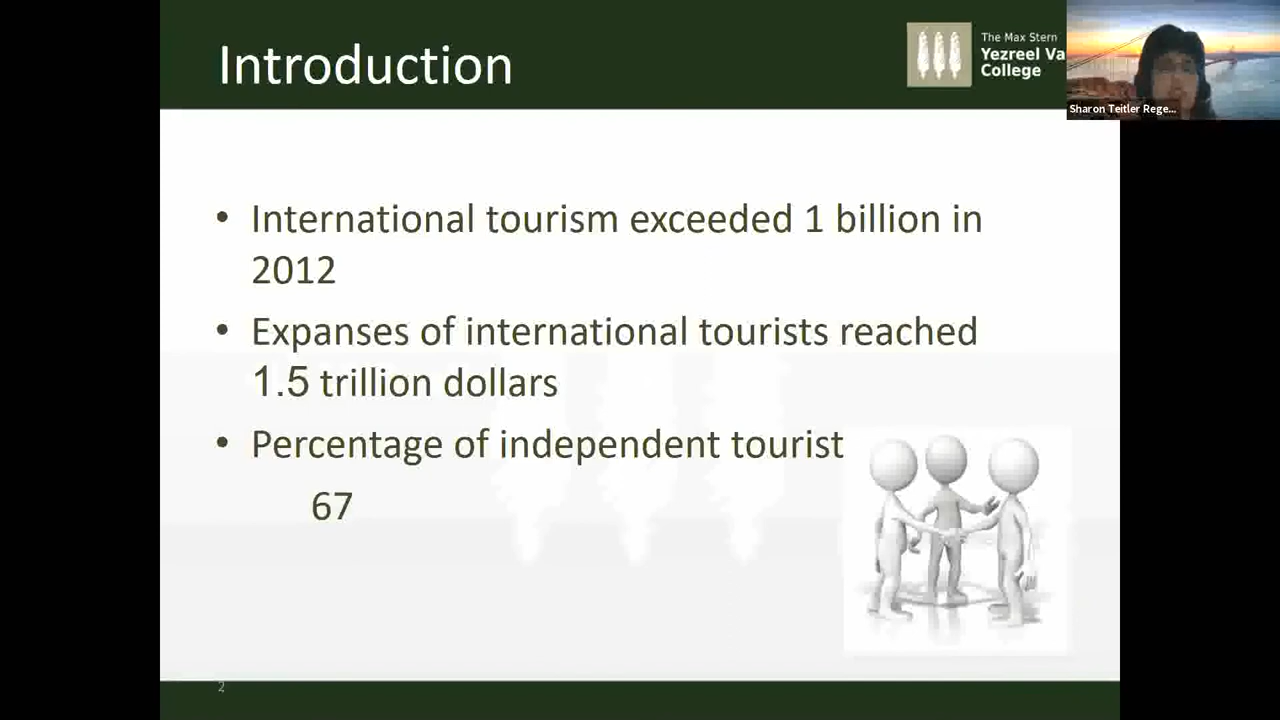 Introduction
The Max Stern
Yezreel Va
College
Sharon Teitler Rege...
• International tourism exceeded 1 billion in
2012
• Expanses of international tourists reached
1.5 trillion dollars
• Percentage of independent tourist
67
2